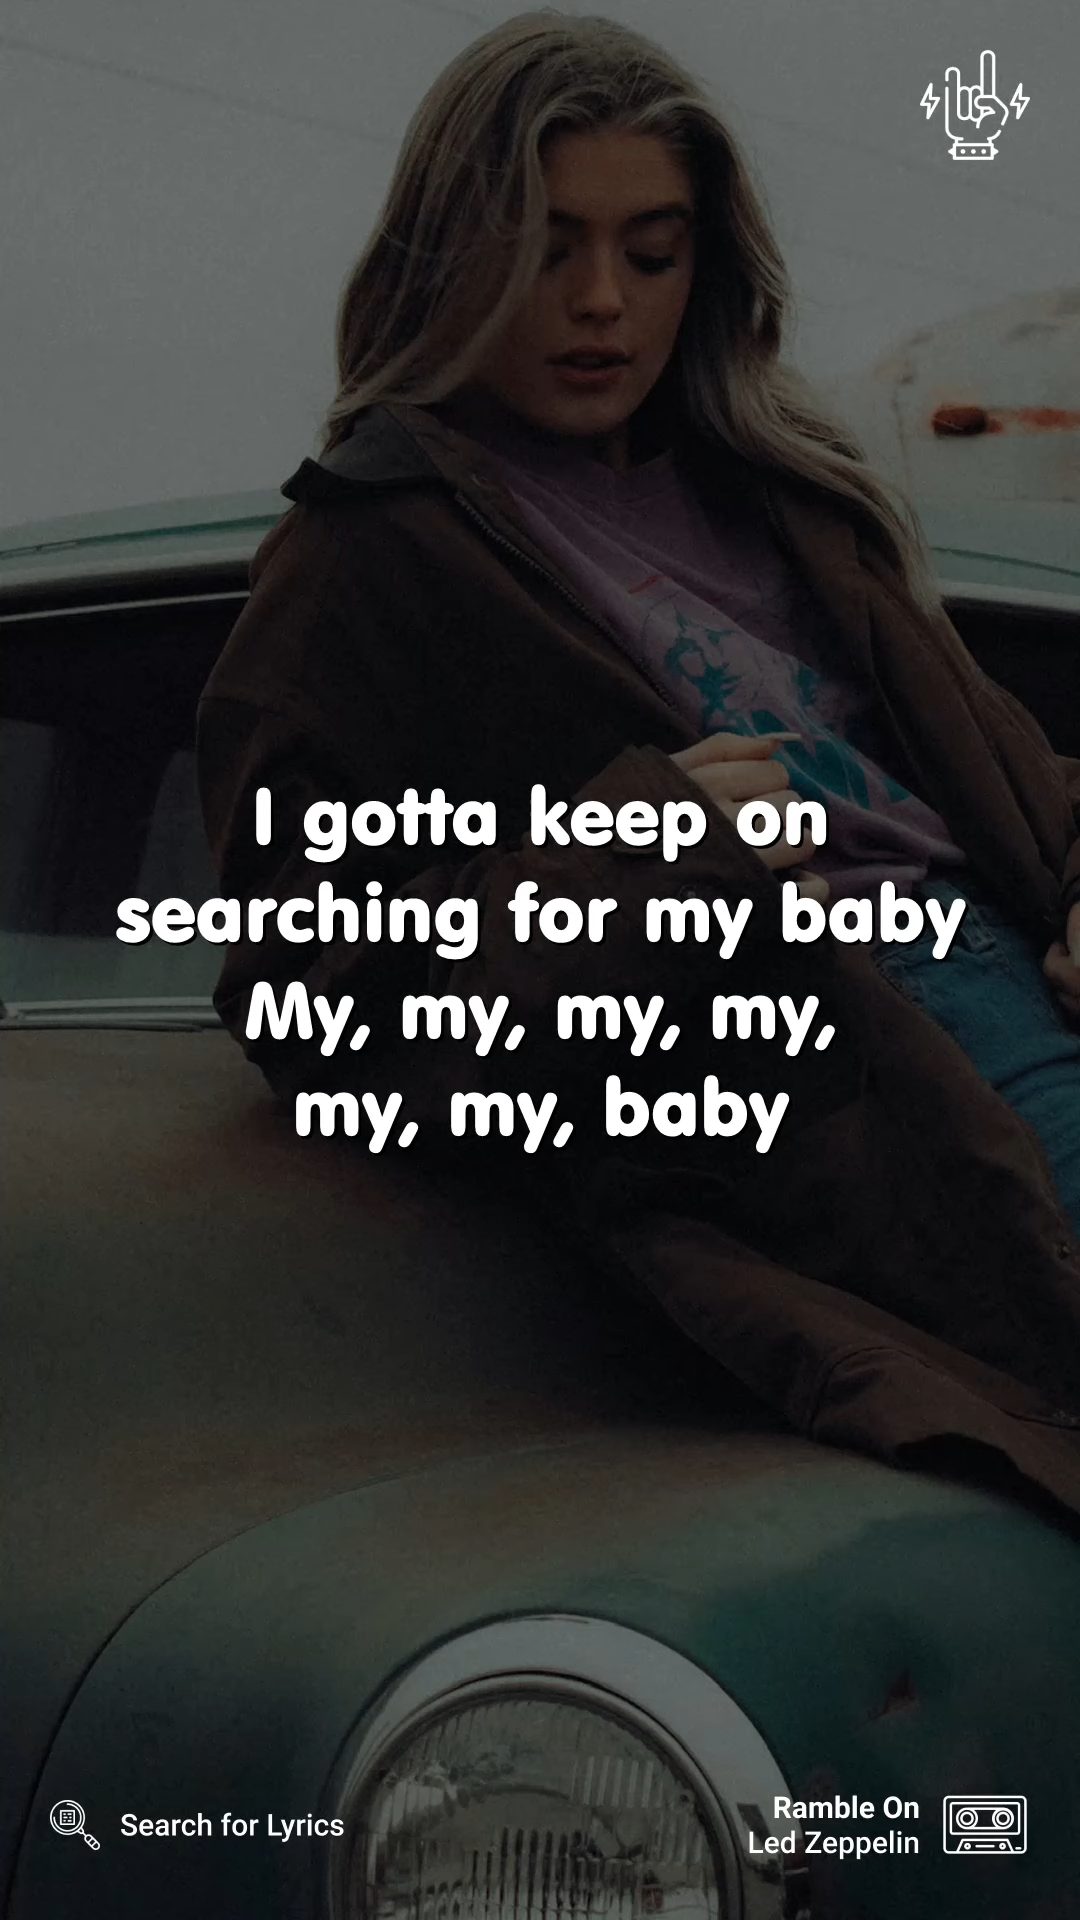 I gotta keep on
searching for my baby
My, my, my, my,
my, my, baby
Search for Lyrics
Ramble On
Led Zeppelin